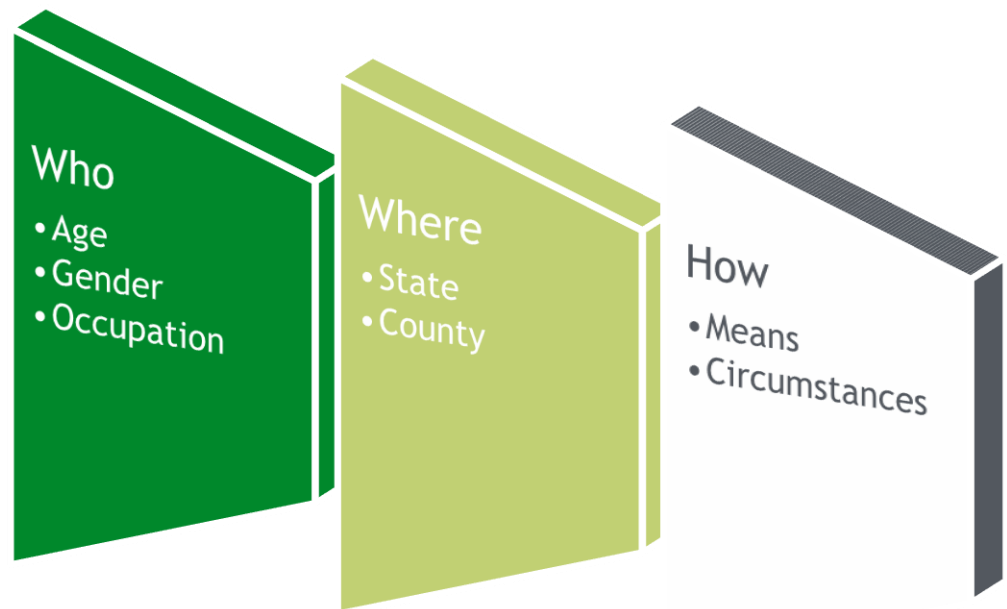 Who
• Age
• Gender
• Occupation
Where
• State
• County
How
• Means
• Circumstances